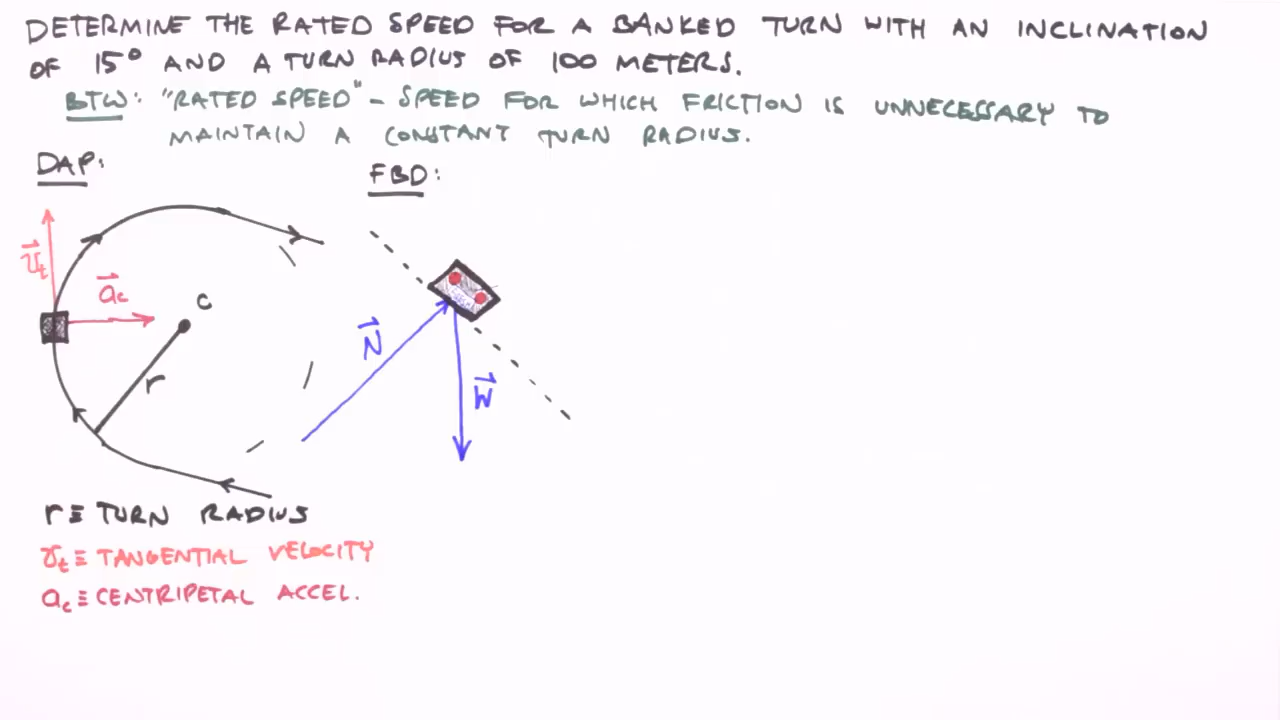 DETERMINE THE RATED SPEED FOR A BANKED TURN WITH AN INCLINATION
OF 15° AND A TURN RADIUS OF 100 METERS.
BTW: "RATED SPEED" - SPEED FOR WHICH FRICTION IS UNNECESSARY TO
MAINTAIN A CONSTANT TURN RADIUS.
DAP:
FBD:
v⃗t
a⃗c
C
r
N⃗
W⃗
r ≡ TURN RADIUS
vt ≡ TANGENTIAL VELOCITY
ac ≡ CENTRIPETAL ACCEL.